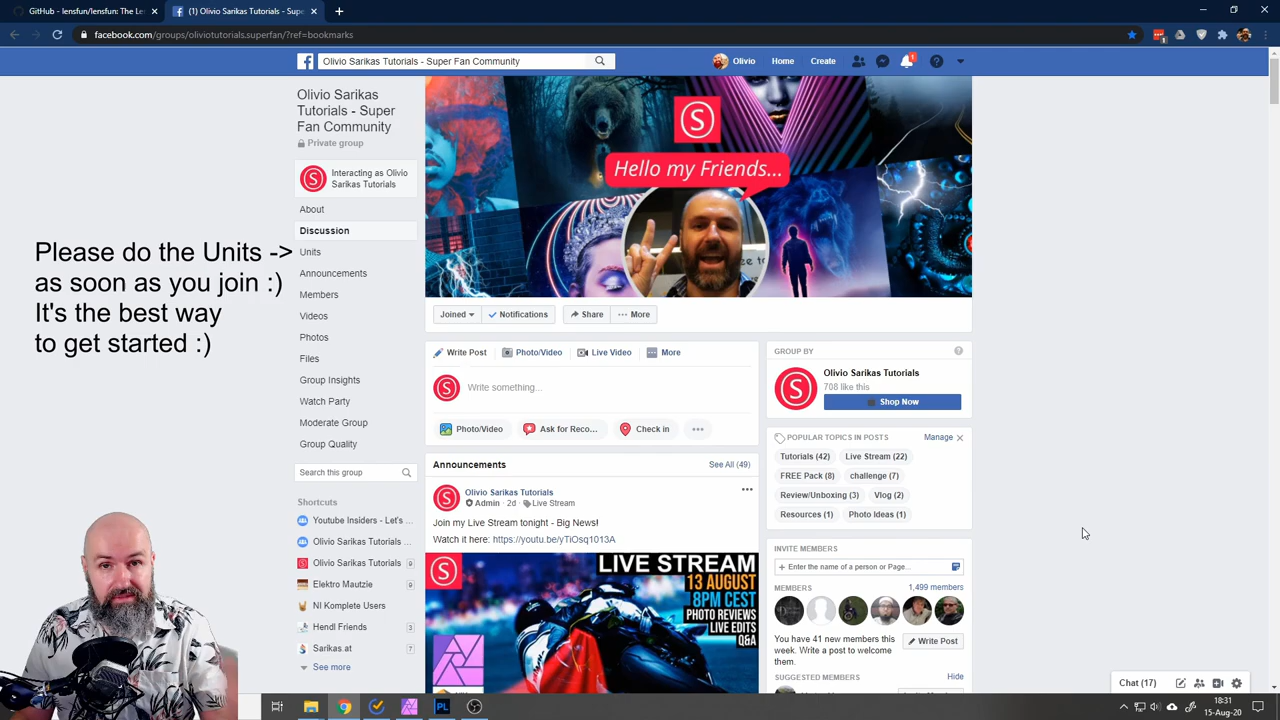 GitHub - lensfun/lensfun: de
(1) Olivio Sarikas Tutorials - S
facebook.com/groups/oliviotutorials.superfan/?ref=bookmarks
Olivio Sarikas Tutorials - Super Fan Community
Olivio
Home
Create
1
Olivio Sarikas
Tutorials - Super
Fan Community
Private group
Interacting as Olivio
Sarikas Tutorials
About
Discussion
Units
Announcements
Members
Videos
Photos
Files
Group Insights
Watch Party
Moderate Group
Group Quality
Search this group
Shortcuts
Youtube Insiders - Let's ...
Olivio Sarikas Tutorials ...
Olivio Sarikas Tutorials 9
Elektro Mautzie 9
NI Komplete Users
Hendl Friends 3
Sarikas.at 7
See more
Please do the Units ->
as soon as you join :)
It's the best way
to get started :)
S
Hello my Friends...
Joined
Notifications
Share
More
Write Post
Photo/Video
Live Video
More
Write something...
Photo/Video
Ask for Reco...
Check in
Announcements
See All (49)
Olivio Sarikas Tutorials
Admin · 2d · Live Stream
Join my Live Stream tonight - Big News!
Watch it here: https://youtu.be/yTiOsq1013A
LIVE STREAM
13 AUGUST
8PM CEST
PHOTO REVIEWS
LIVE EDITS
Q&A
GROUP BY
Olivio Sarikas Tutorials
708 like this
Shop Now
POPULAR TOPICS IN POSTS
Manage
Tutorials (42)
Live Stream (22)
FREE Pack (8)
challenge (7)
Review/Unboxing (3)
Vlog (2)
Resources (1)
Photo Ideas (1)
INVITE MEMBERS
+ Enter the name of a person or Page...
MEMBERS
1,499 members
You have 41 new members this
week. Write a post to welcome
them.
Write Post
SUGGESTED MEMBERS
Hide
Chat (17)
PL
18:31
15-Aug-20